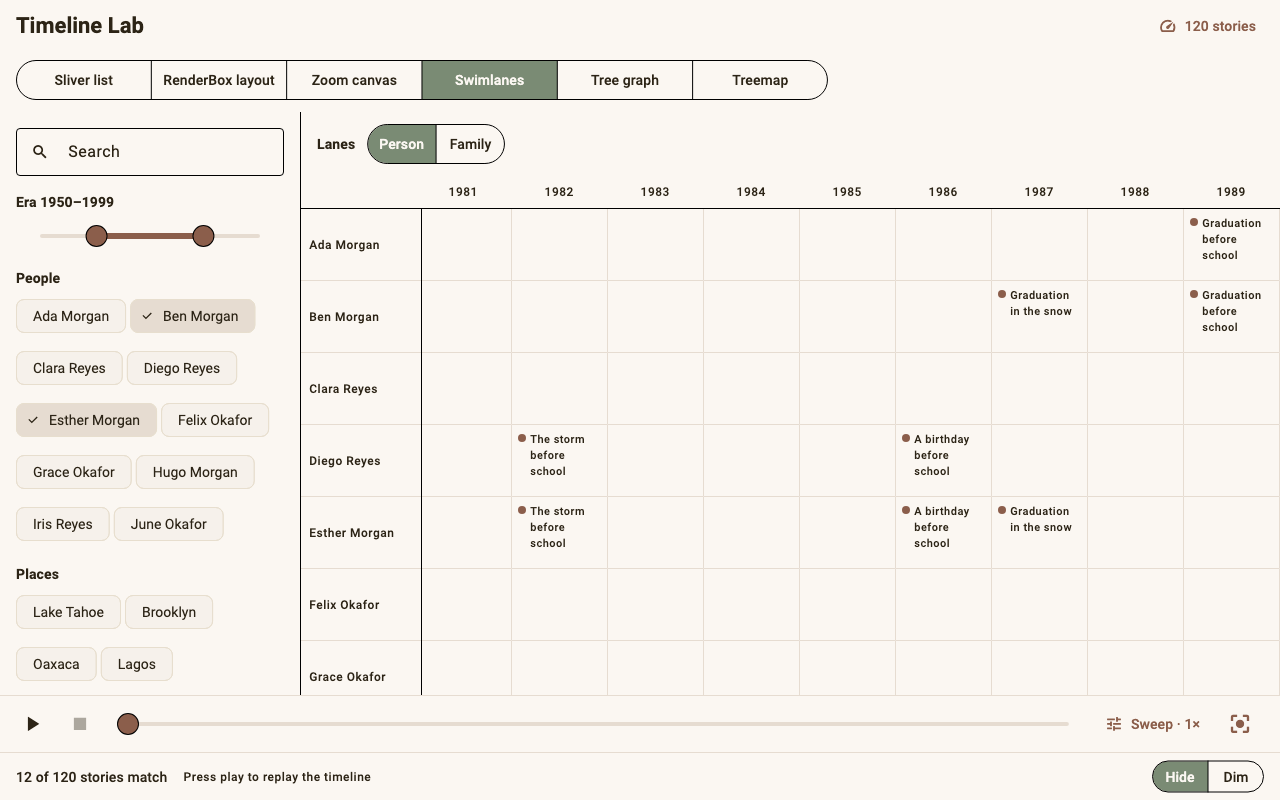 Timeline Lab
120 stories
Sliver list
RenderBox layout
Zoom canvas
Swimlanes
Tree graph
Treemap
Search
Era 1950–1999
People
Ada Morgan
Ben Morgan
Clara Reyes
Diego Reyes
Esther Morgan
Felix Okafor
Grace Okafor
Hugo Morgan
Iris Reyes
June Okafor
Places
Lake Tahoe
Brooklyn
Oaxaca
Lagos
Lanes
Person
Family
1981
1982
1983
1984
1985
1986
1987
1988
1989
Ada Morgan
Graduation
before
school
Ben Morgan
Graduation
in the snow
Graduation
before
school
Clara Reyes
Diego Reyes
The storm
before
school
A birthday
before
school
Esther Morgan
The storm
before
school
A birthday
before
school
Graduation
in the snow
Felix Okafor
Grace Okafor
Sweep · 1×
12 of 120 stories match
Press play to replay the timeline
Hide
Dim